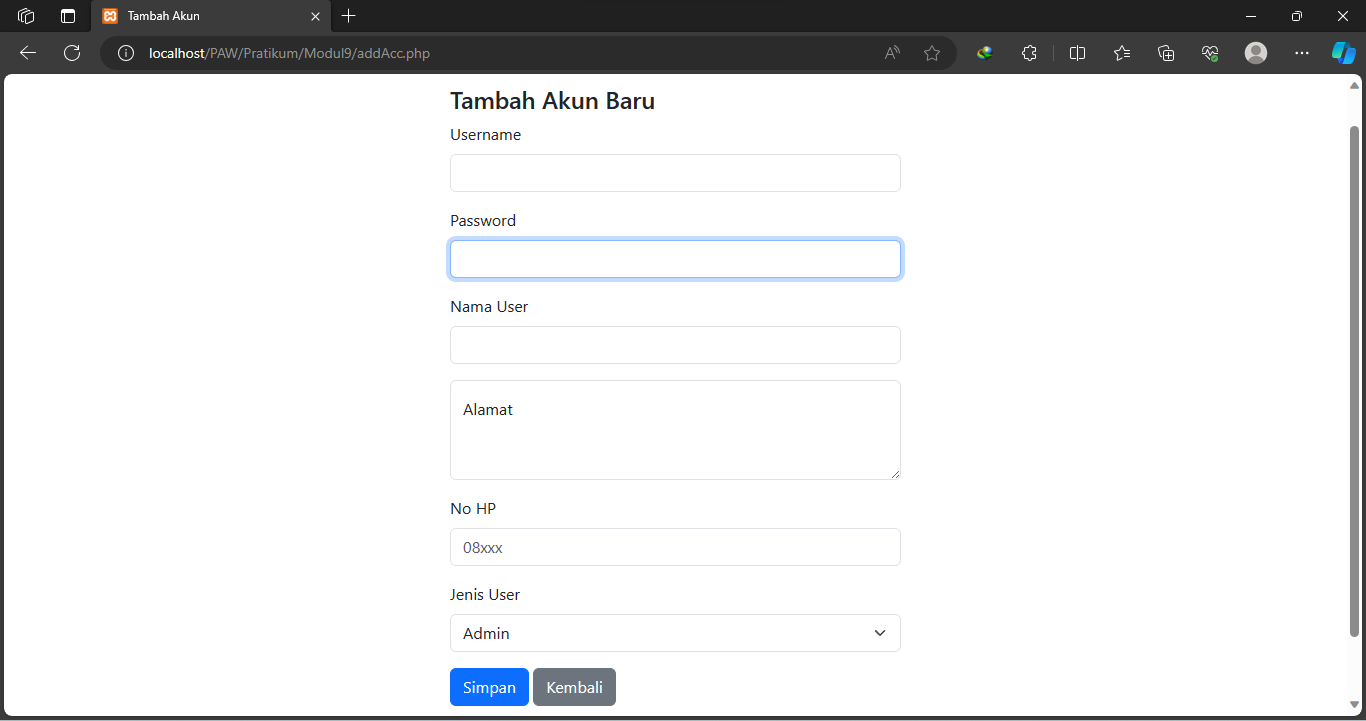 Tambah Akun
localhost/PAW/Pratikum/Modul9/addAcc.php
Tambah Akun Baru
Username
Password
Nama User
Alamat
No HP
08xxx
Jenis User
Admin
Simpan Kembali